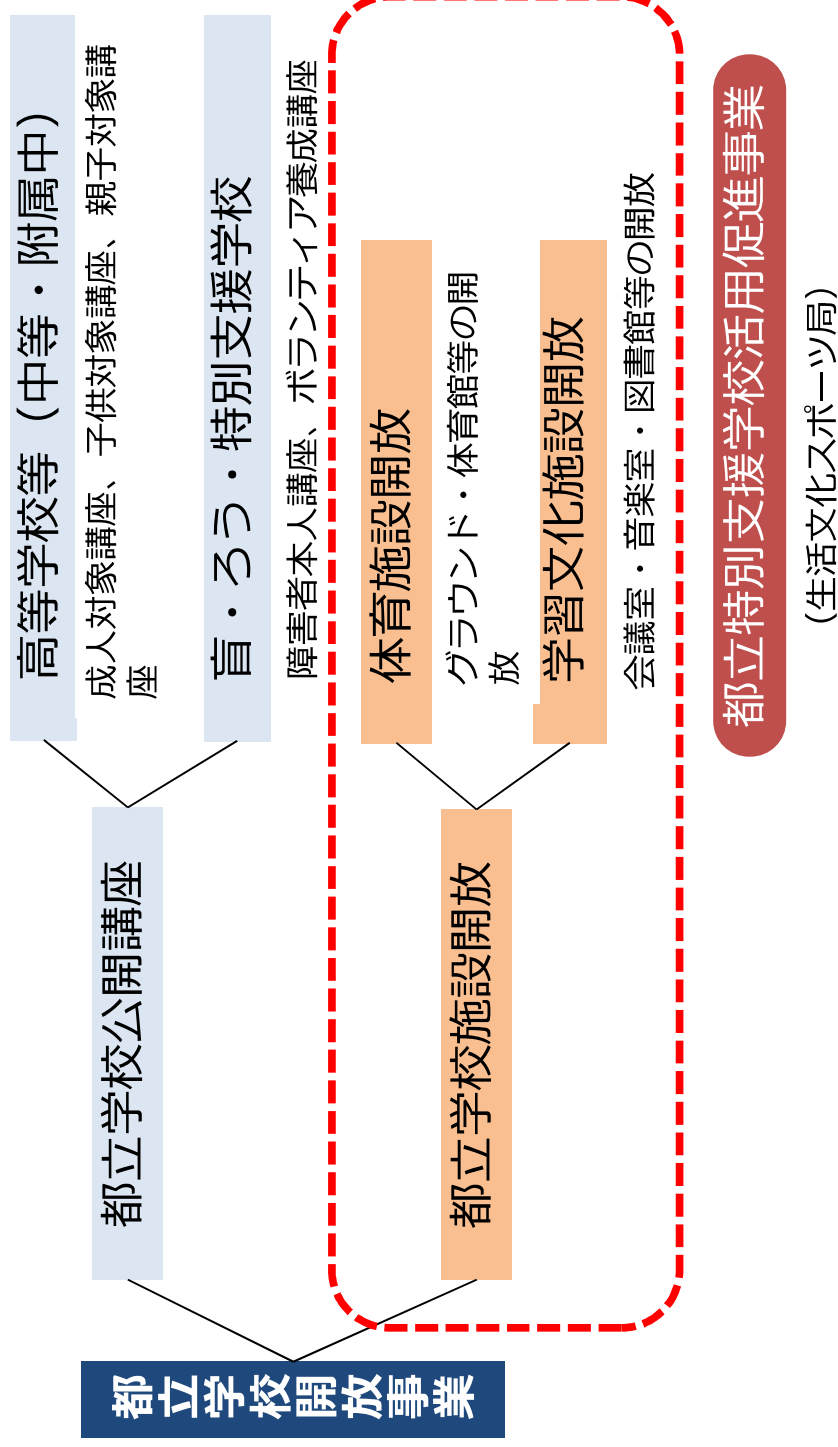 都立学校開放事業
都立学校公開講座
高等学校等（中等・附属中）
成人対象講座、子供対象講座、親子対象講
座
盲・ろう・特別支援学校
障害者本人講座、ボランティア養成講座
都立学校施設開放
体育施設開放
グラウンド・体育館等の開
放
学習文化施設開放
会議室・音楽室・図書館等の開放
都立特別支援学校活用促進事業
（生活文化スポーツ局）